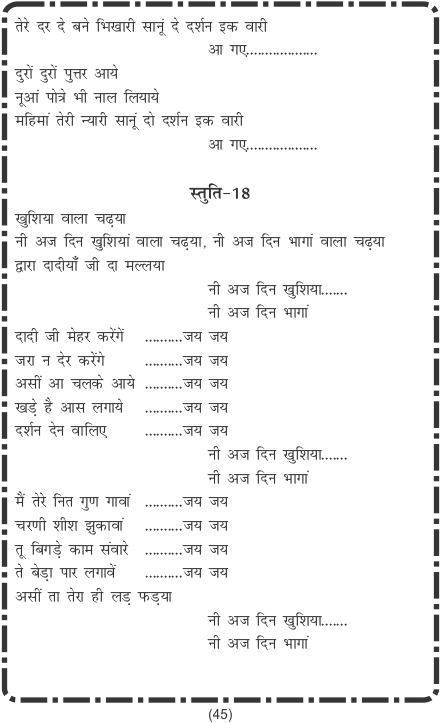 तेरे दर दे बने भिखारी सानूं दे दर्शन इक वारी
आ गए...................
दुरों दुरों पुत्तर आये
नूआं पोत्रे भी नाल लियाये
महिमां तेरी न्यारी सानूं दो दर्शन इक वारी
आ गए...................
स्तुति-18
खुशिया वाला चढ़या
नी अज दिन खुशियां वाला चढ़या, नी अज दिन भागां वाला चढ़या
द्वारा दादीयाँ जी दा मल्लया
नी अज दिन खुशिया.......
नी अज दिन भागां
दादी जी मेहर करेंगें ..........जय जय
जरा न देर करेंगे ..........जय जय
असीं आ चलके आये ..........जय जय
खड़े है आस लगाये ..........जय जय
दर्शन देन वालिए ..........जय जय
नी अज दिन खुशिया.......
नी अज दिन भागां
मैं तेरे नित गुण गावां ..........जय जय
चरणी शीश झुकावां ..........जय जय
तू बिगड़े काम संवारे ..........जय जय
ते बेड़ा पार लगावें ..........जय जय
असीं ता तेरा ही लड़ फड़या
नी अज दिन खुशिया.......
नी अज दिन भागां
(45)